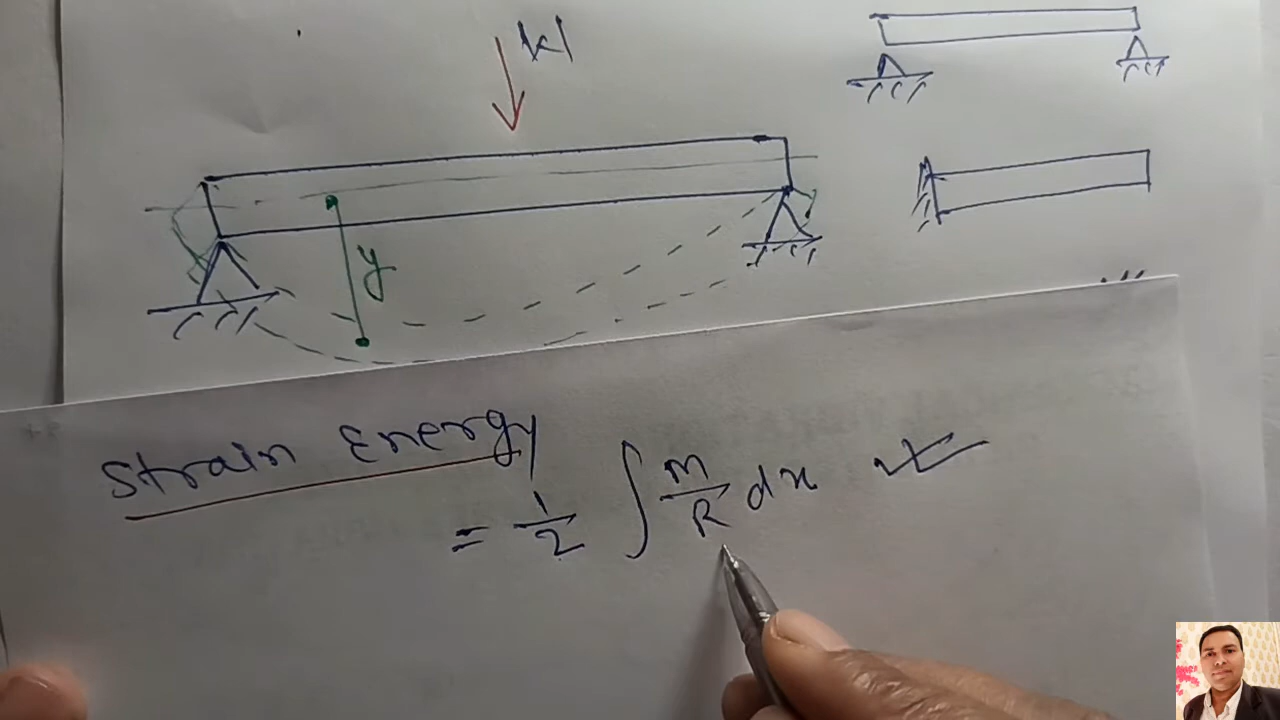 W
y
Strain Energy
= 1/2 ∫ M/R dx